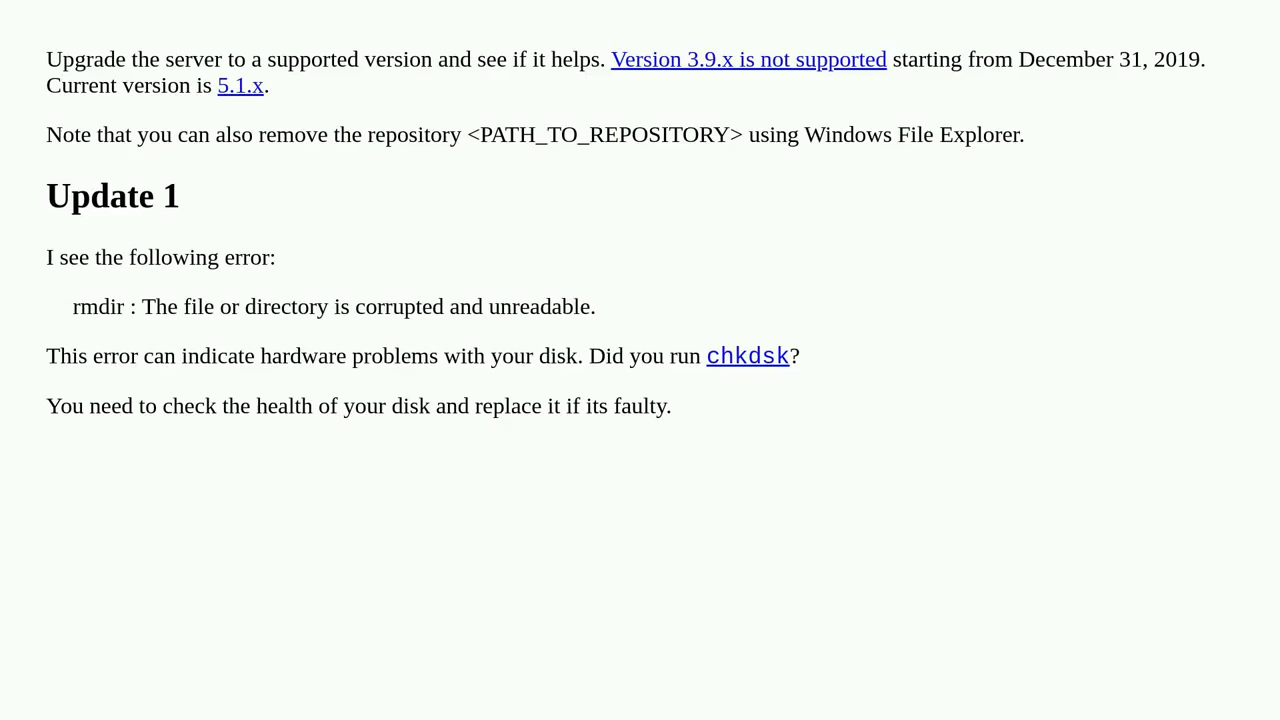 Upgrade the server to a supported version and see if it helps. Version 3.9.x is not supported starting from December 31, 2019.
Current version is 5.1.x.
Note that you can also remove the repository <PATH_TO_REPOSITORY> using Windows File Explorer.
Update 1
I see the following error:
rmdir : The file or directory is corrupted and unreadable.
This error can indicate hardware problems with your disk. Did you run chkdsk?
You need to check the health of your disk and replace it if its faulty.